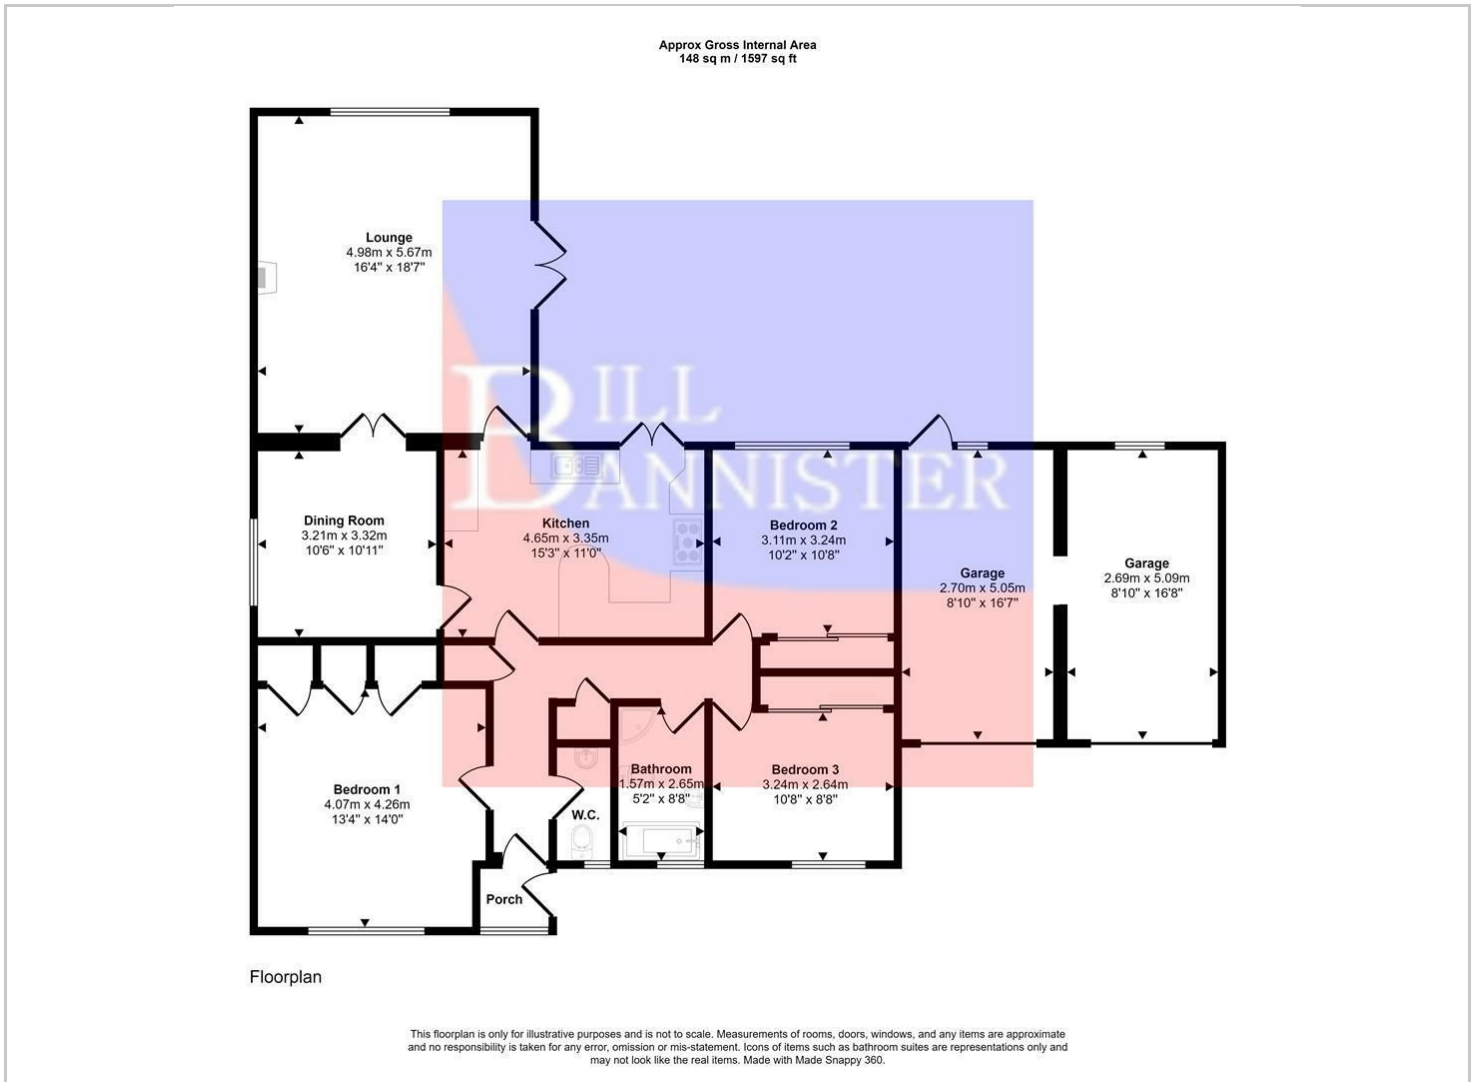 Approx Gross Internal Area
148 sq m / 1597 sq ft
Lounge
4.98m x 5.67m
16'4" x 18'7"
BILL
BANNISTER
Dining Room
3.21m x 3.32m
10'6" x 10'11"
Kitchen
4.65m x 3.35m
15'3" x 11'0"
Bedroom 2
3.11m x 3.24m
10'2" x 10'8"
Garage
2.70m x 5.05m
8'10" x 16'7"
Garage
2.69m x 5.09m
8'10" x 16'8"
Bedroom 1
4.07m x 4.26m
13'4" x 14'0"
W.C.
Bathroom
1.57m x 2.65m
5'2" x 8'8"
Bedroom 3
3.24m x 2.64m
10'8" x 8'8"
Porch
Floorplan
This floorplan is only for illustrative purposes and is not to scale. Measurements of rooms, doors, windows, and any items are approximate
and no responsibility is taken for any error, omission or mis-statement. Icons of items such as bathroom suites are representations only and
may not look like the real items. Made with Made Snappy 360.